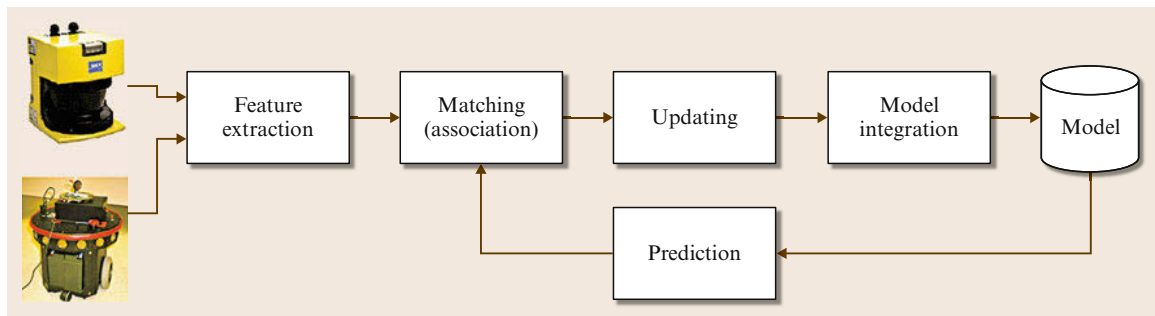 Feature
extraction
Matching
(association)
Updating
Model
integration
Model
Prediction